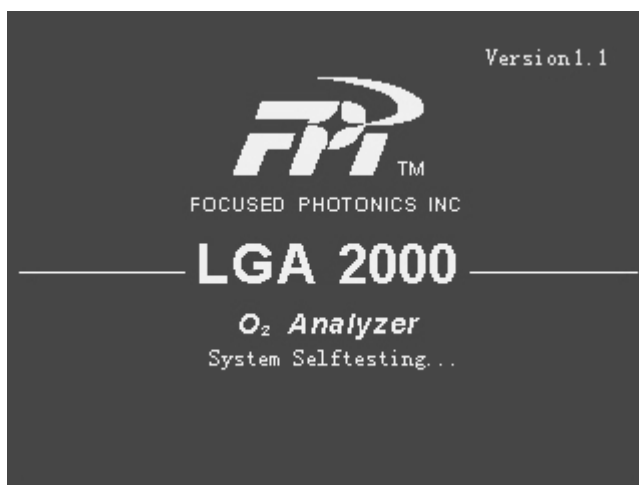 Version1.1
FPI
TM
FOCUSED PHOTONICS INC
LGA 2000
O₂ Analyzer
System Selftesting...